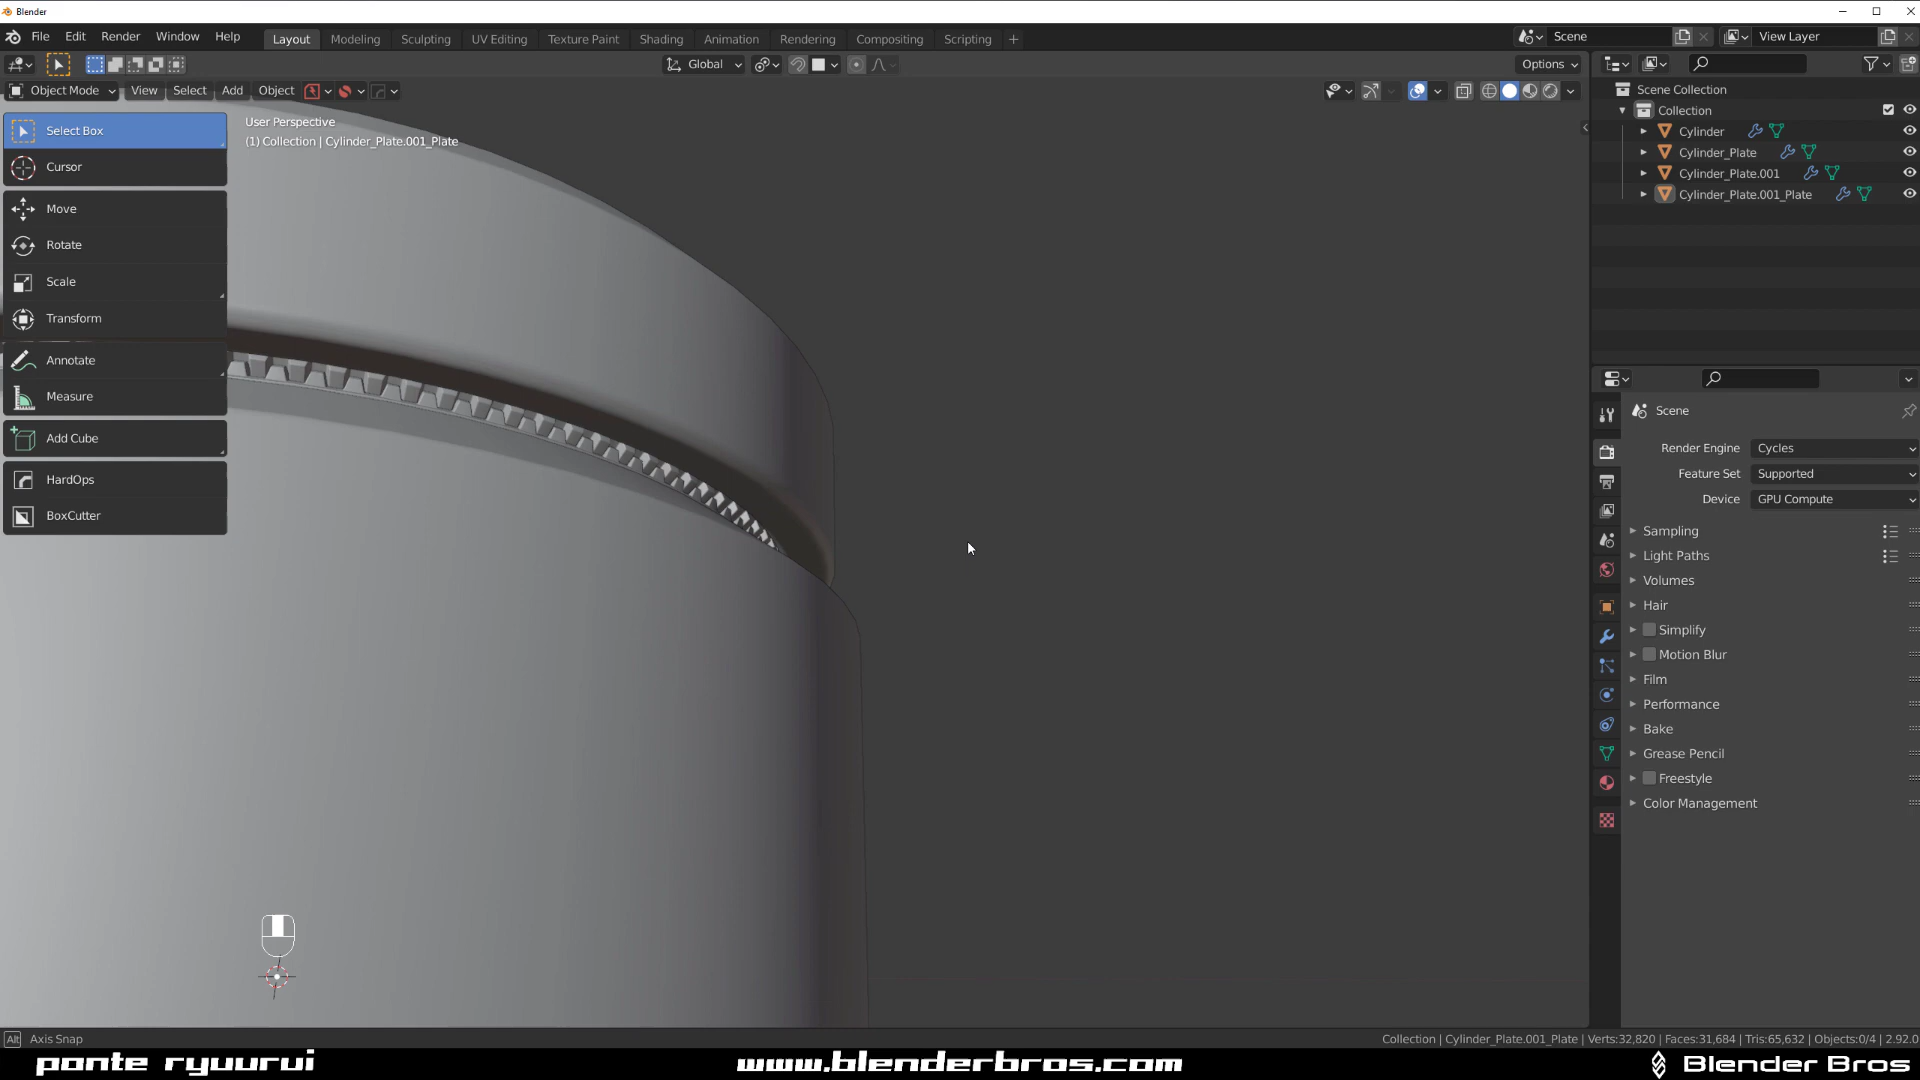 Blender
File Edit Render Window Help
Layout Modeling Sculpting UV Editing Texture Paint Shading Animation Rendering Compositing Scripting +
Scene
View Layer
Global
Options
Object Mode View Select Add Object
User Perspective
(1) Collection | Cylinder_Plate.001_Plate
Select Box
Cursor
Move
Rotate
Scale
Transform
Annotate
Measure
Add Cube
HardOps
BoxCutter
Scene Collection
Collection
Cylinder
Cylinder_Plate
Cylinder_Plate.001
Cylinder_Plate.001_Plate
Scene
Render Engine Cycles
Feature Set Supported
Device GPU Compute
Sampling
Light Paths
Volumes
Hair
Simplify
Motion Blur
Film
Performance
Bake
Grease Pencil
Freestyle
Color Management
Alt Axis Snap
Collection | Cylinder_Plate.001_Plate | Verts:32,820 | Faces:31,684 | Tris:65,632 | Objects:0/4 | 2.92.0
ponte ryuurui
www.blenderbros.com
Blender Bros